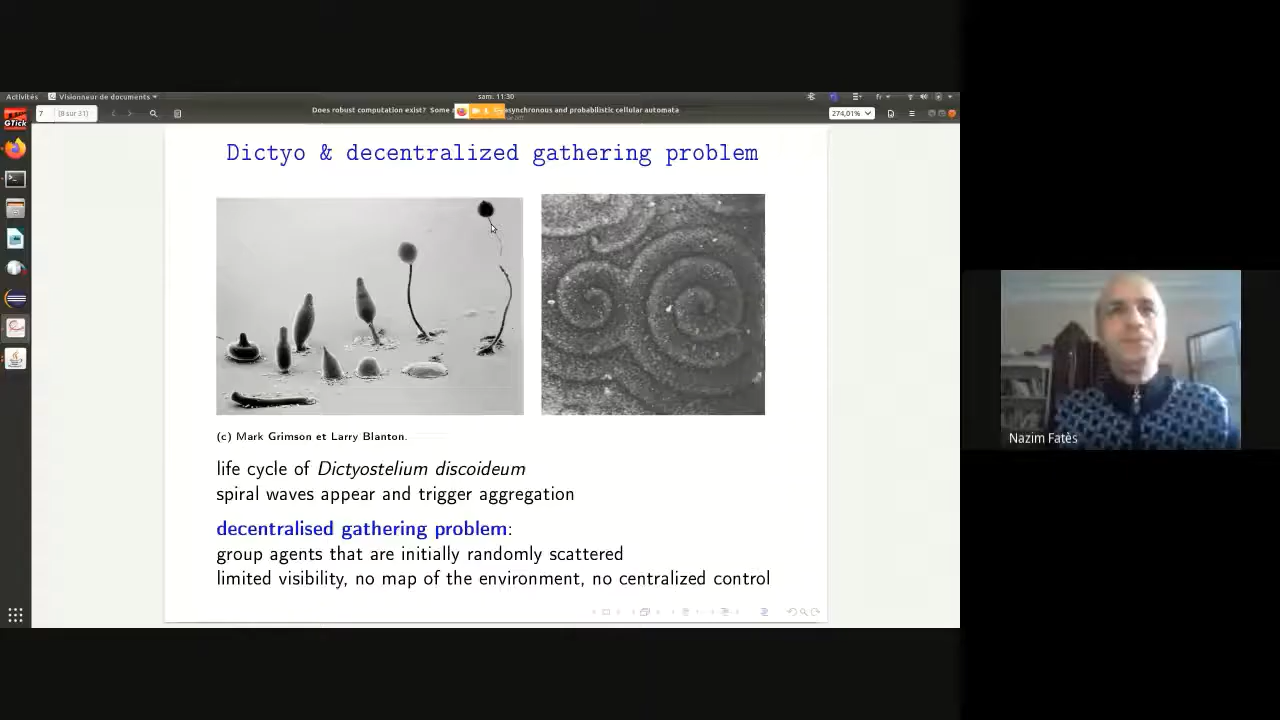 Activités
Visionneur de documents
sam. 11:30
fr
7
(8 sur 31)
Does robust computation exist? Some
asynchronous and probabilistic cellular automata
274,01%
GTick
Dictyo & decentralized gathering problem
(c) Mark Grimson et Larry Blanton.
life cycle of Dictyostelium discoideum
spiral waves appear and trigger aggregation
decentralised gathering problem:
group agents that are initially randomly scattered
limited visibility, no map of the environment, no centralized control
Nazim Fatès